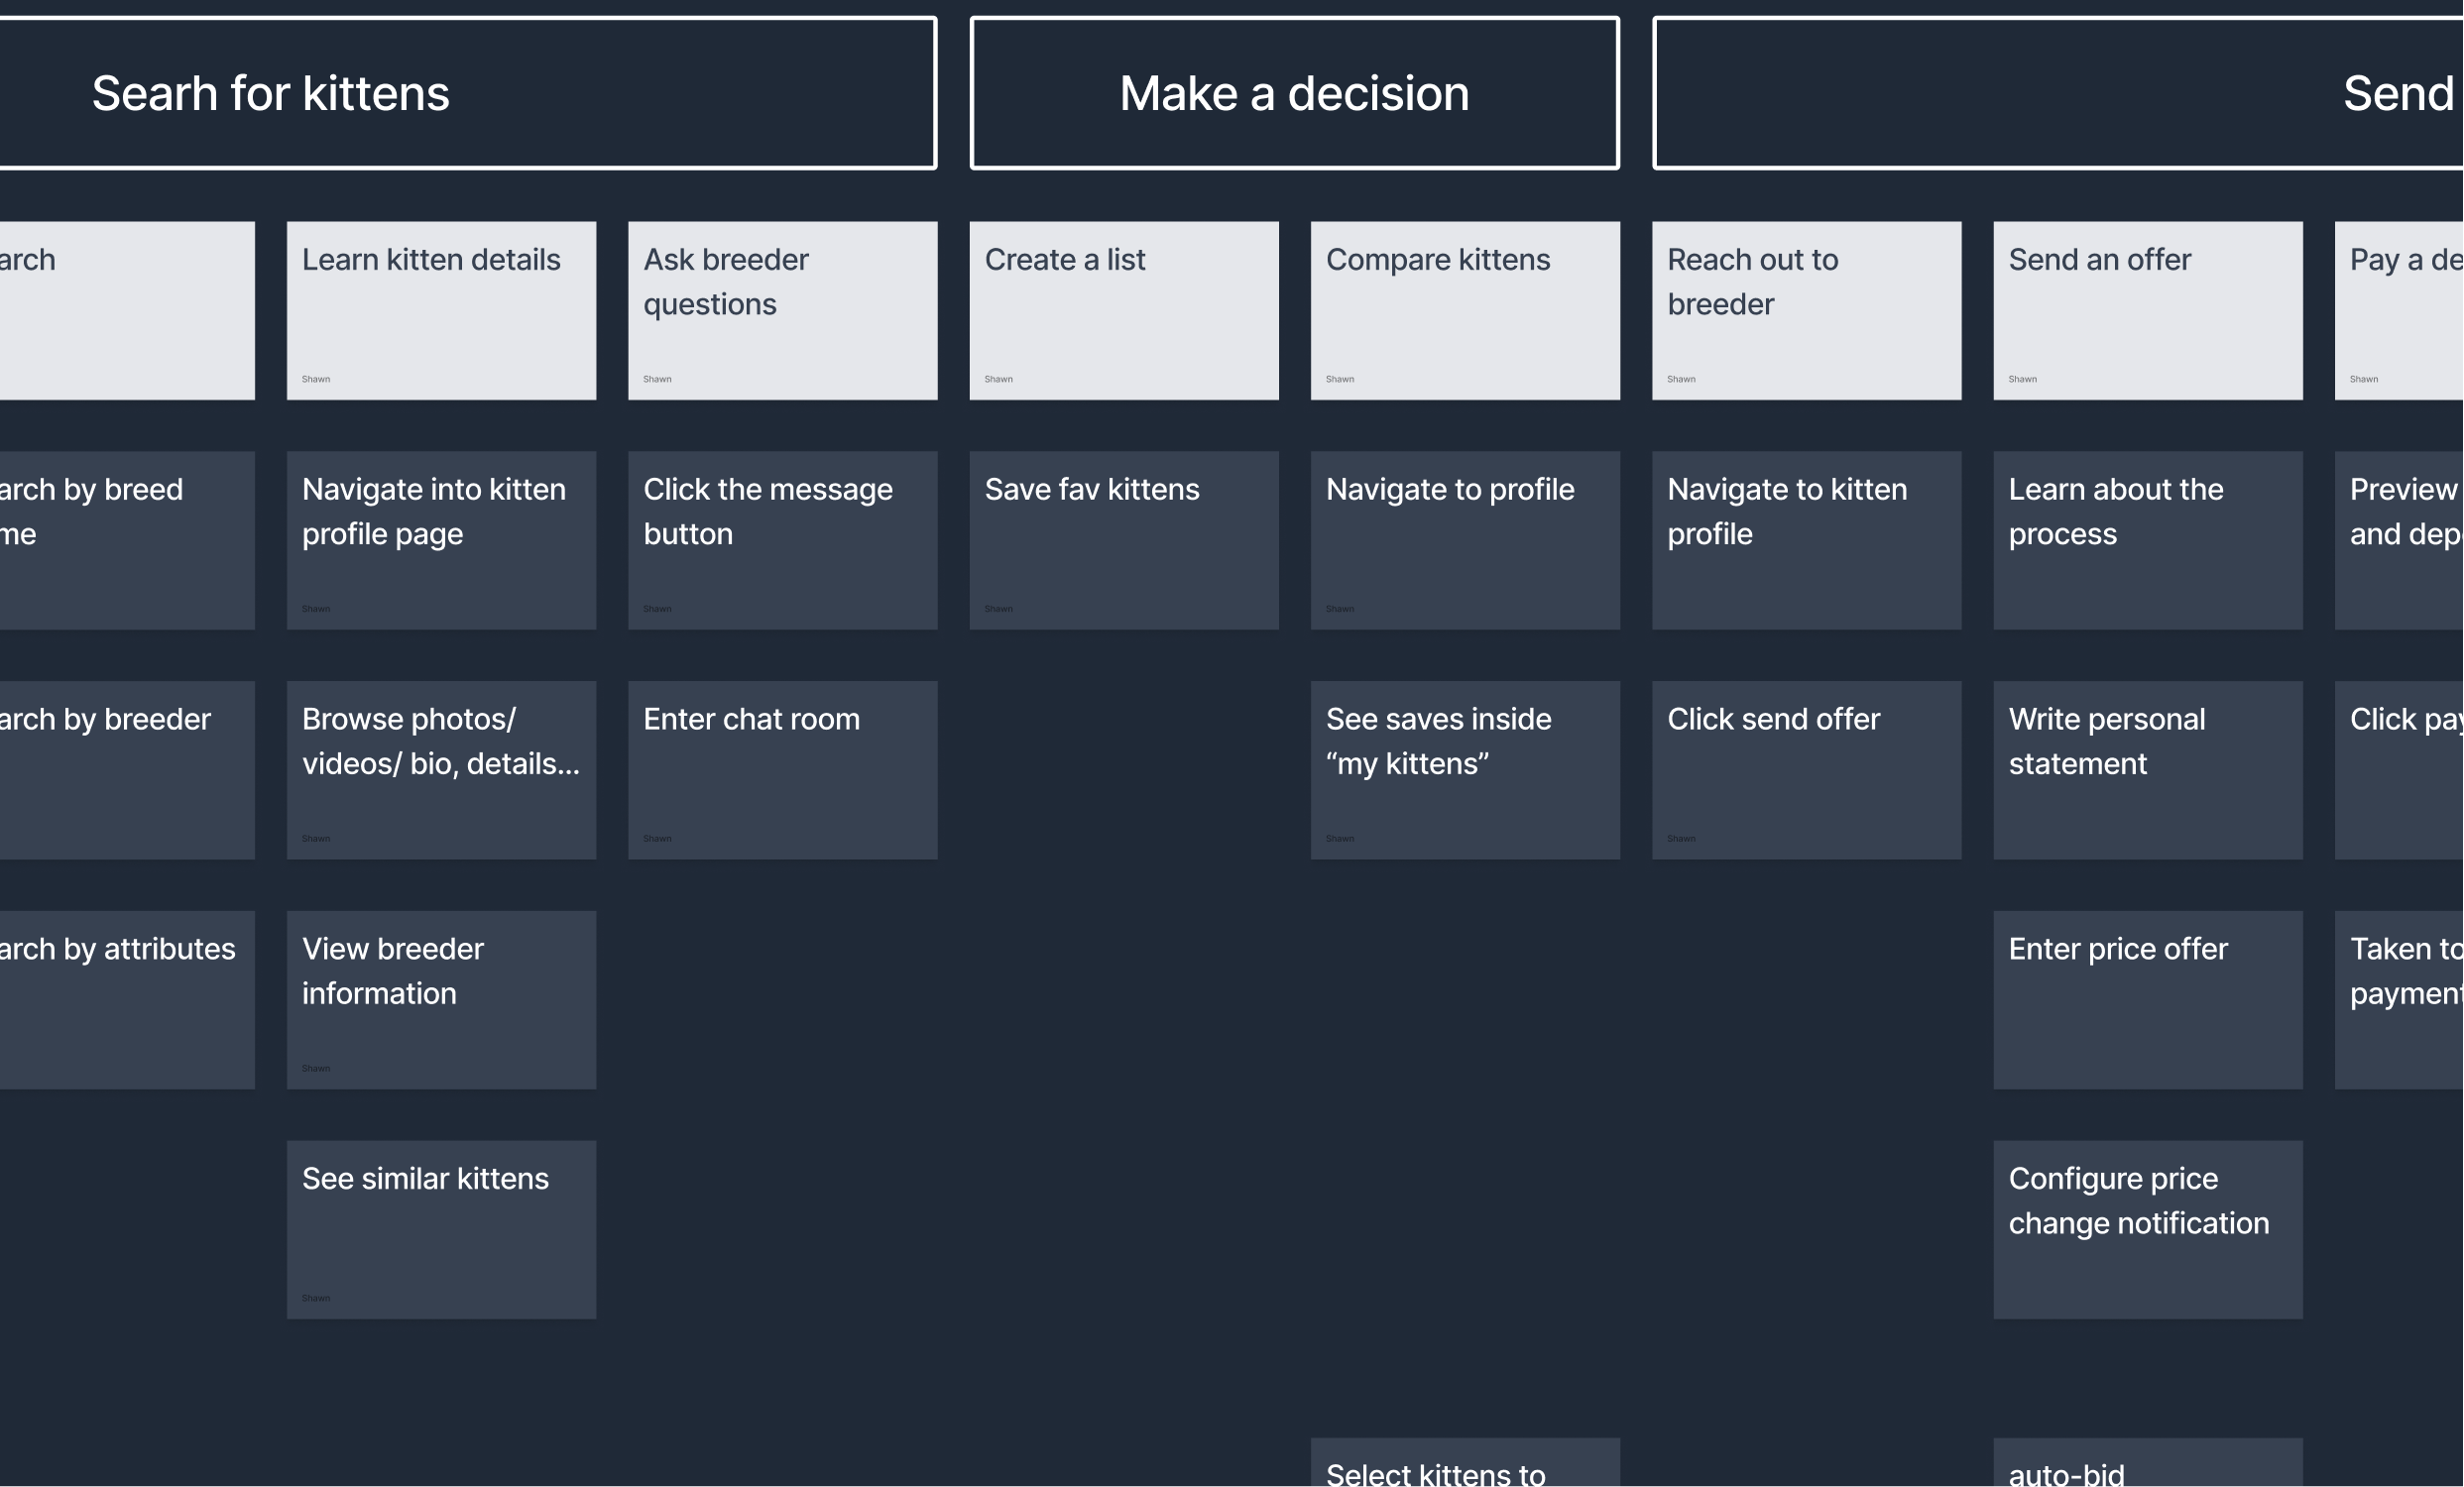 Searh for kittens
Make a decision
Send
arch
Learn kitten details
Shawn
Ask breeder
questions
Shawn
Create a list
Shawn
Compare kittens
Shawn
Reach out to
breeder
Shawn
Send an offer
Shawn
Pay a de
Shawn
arch by breed
me
Navigate into kitten
profile page
Shawn
Click the message
button
Shawn
Save fav kittens
Shawn
Navigate to profile
Shawn
Navigate to kitten
profile
Learn about the
process
Preview
and dep
arch by breeder
Browse photos/
videos/ bio, details...
Shawn
Enter chat room
Shawn
See saves inside
“my kittens”
Shawn
Click send offer
Shawn
Write personal
statement
Click pay
arch by attributes
View breeder
information
Shawn
Enter price offer
Taken to
payment
See similar kittens
Shawn
Configure price
change notification
Select kittens to
auto-bid